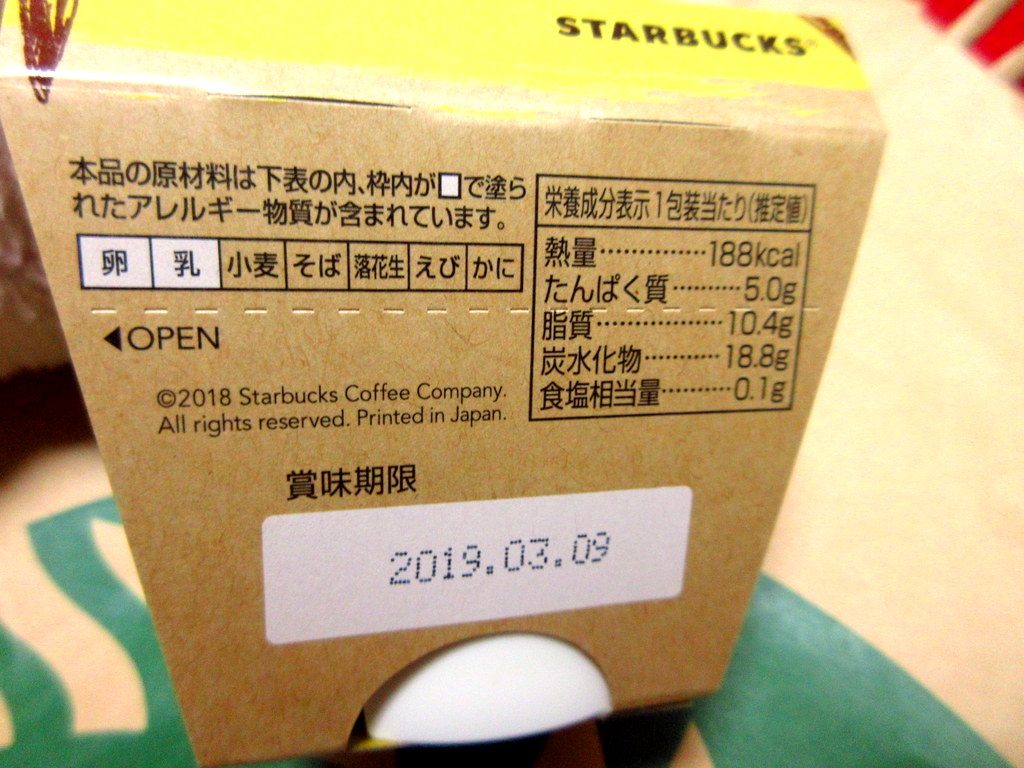 STARBUCKS®
本品の原材料は下表の内、枠内が□で塗ら
れたアレルギー物質が含まれています。
卵 乳 小麦 そば 落花生 えび かに
◀OPEN
©2018 Starbucks Coffee Company.
All rights reserved. Printed in Japan.
栄養成分表示1包装当たり(推定値)
熱量……………188kcal
たんぱく質………5.0g
脂質………………10.4g
炭水化物…………18.8g
食塩相当量………0.1g
賞味期限
2019.03.09